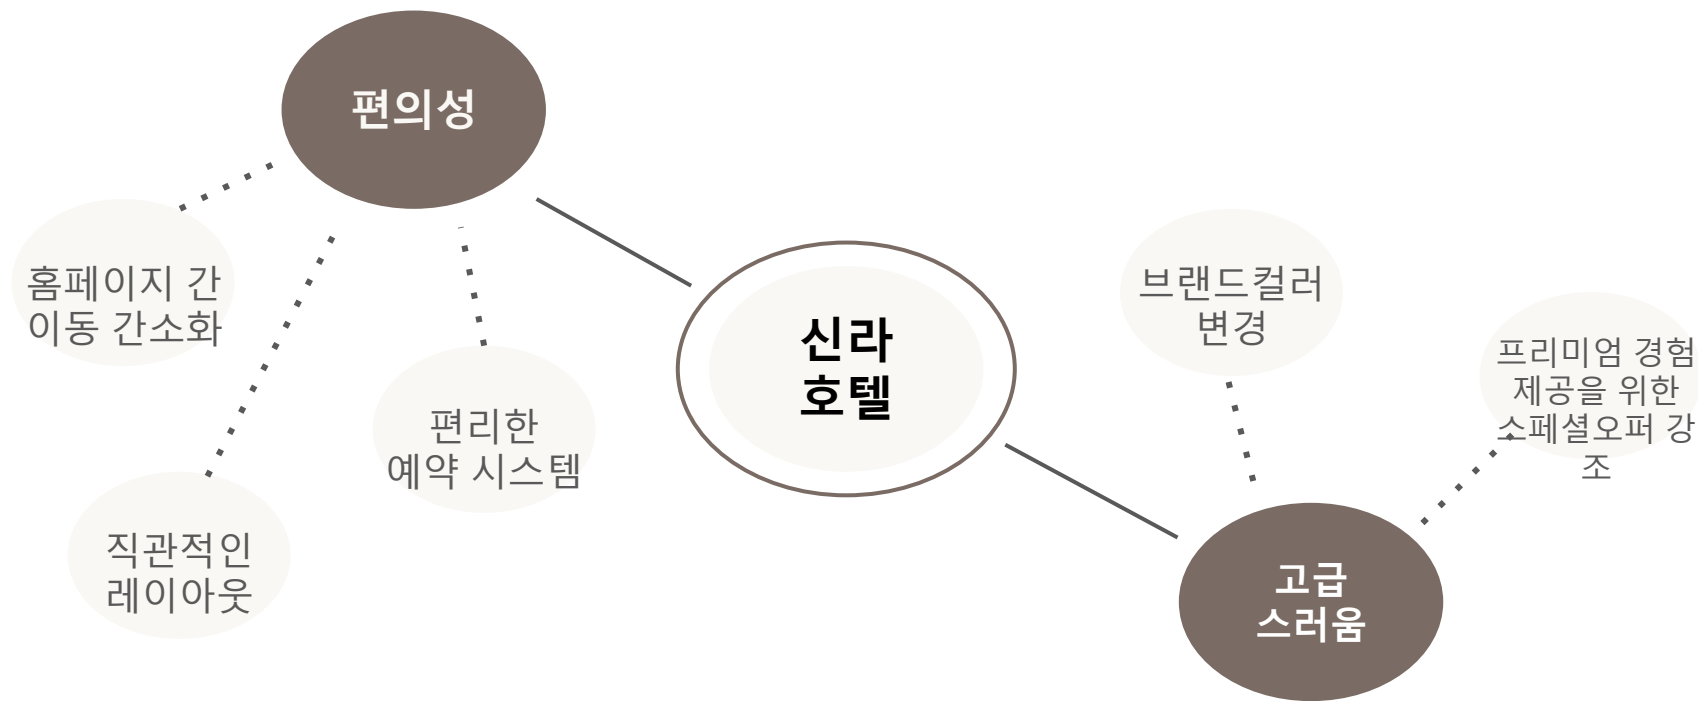 편의성
홈페이지 간
이동 간소화
직관적인
레이아웃
편리한
예약 시스템
신라
호텔
브랜드컬러
변경
프리미엄 경험
제공을 위한
스페셜오퍼 강
조
고급
스러움